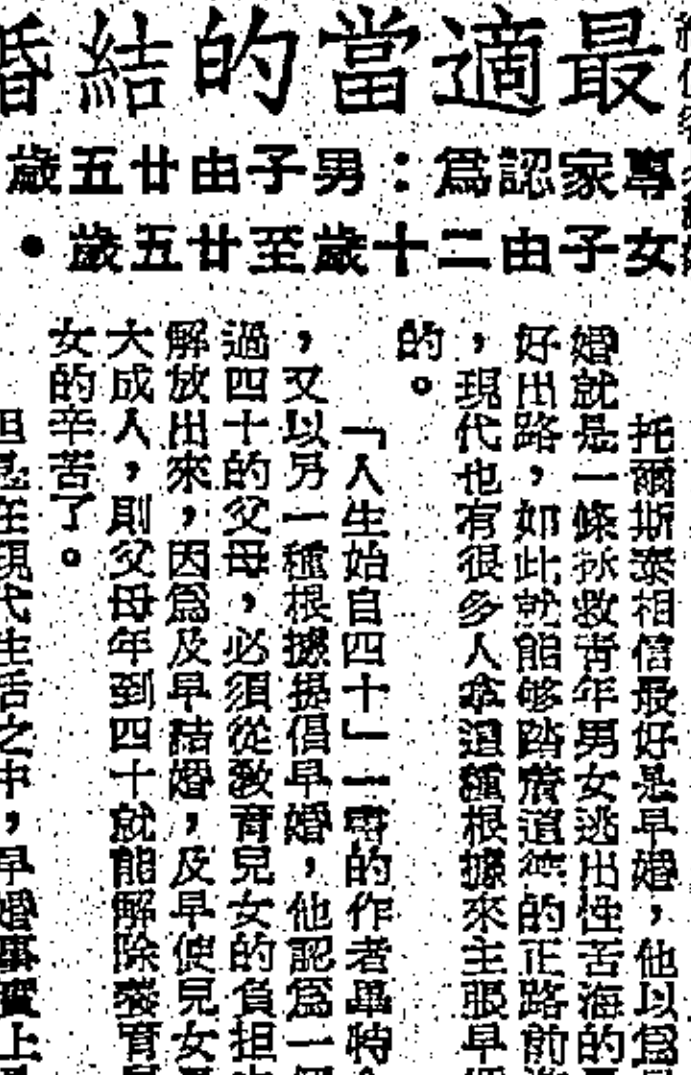 最適當的結婚
專家認爲：男子由廿五歲
女子由二十歲至廿五歲。
托爾斯泰相信最好是早婚，他以爲
婚就是一條拯救青年男女逃出性苦海的
好出路，如此就能够踏着道德的正路前
，現代也有很多人拿這種根據來主張早
的。
「人生始自四十」一書的作者畢特
，又以另一種根據提倡早婚，他認爲一個
過四十的父母，必須從敎育兒女的負担
解放出來，因爲及早結婚，及早使兒女
大成人，則父母年到四十就能解除養育
女的辛苦了。
但是在現代生活之中，早婚事實上